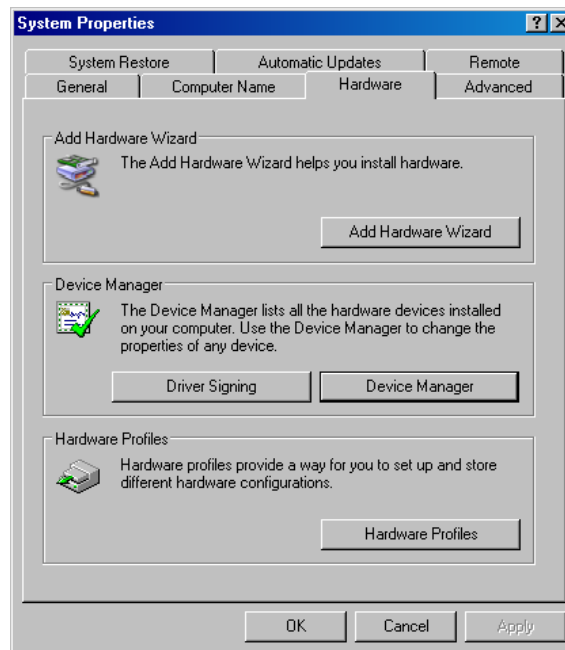 System Properties
System Restore Automatic Updates Remote
General Computer Name Hardware Advanced
Add Hardware Wizard
The Add Hardware Wizard helps you install hardware.
Add Hardware Wizard
Device Manager
The Device Manager lists all the hardware devices installed
on your computer. Use the Device Manager to change the
properties of any device.
Driver Signing Device Manager
Hardware Profiles
Hardware profiles provide a way for you to set up and store
different hardware configurations.
Hardware Profiles
OK Cancel Apply